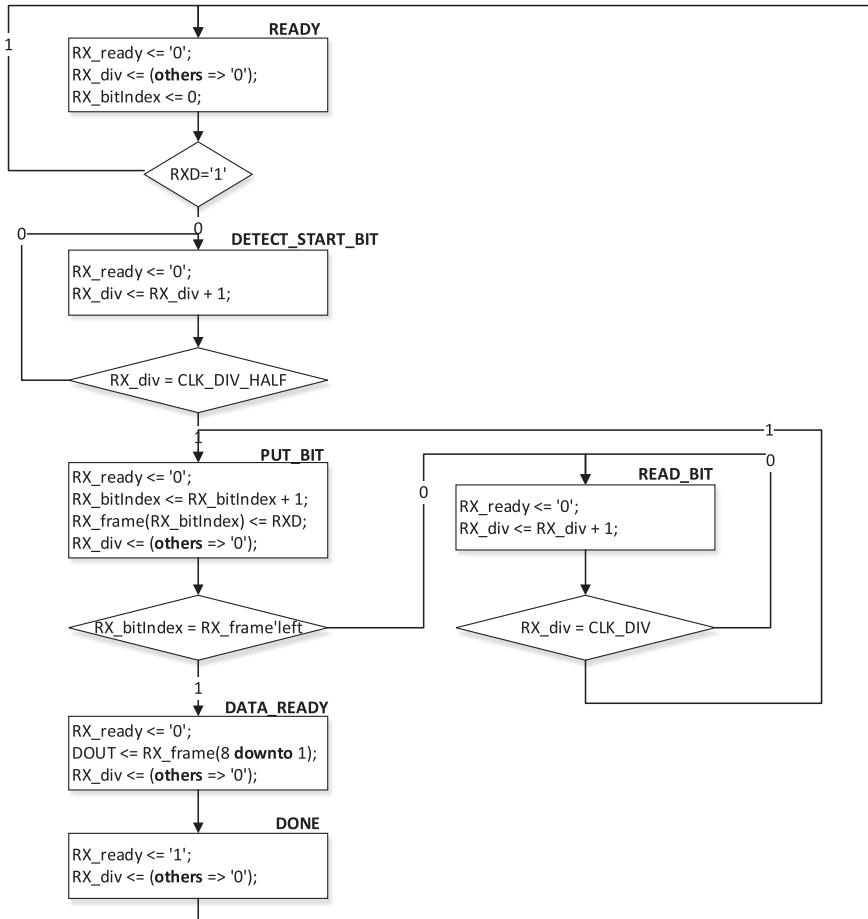 READY
1
RX_ready <= '0';
RX_div <= (others => '0');
RX_bitIndex <= 0;
RXD='1'
0
0
DETECT_START_BIT
RX_ready <= '0';
RX_div <= RX_div + 1;
RX_div = CLK_DIV_HALF
1
1
PUT_BIT
RX_ready <= '0';
RX_bitIndex <= RX_bitIndex + 1;
RX_frame(RX_bitIndex) <= RXD;
RX_div <= (others => '0');
0
0
READ_BIT
RX_ready <= '0';
RX_div <= RX_div + 1;
RX_bitIndex = RX_frame'left
RX_div = CLK_DIV
1
DATA_READY
RX_ready <= '0';
DOUT <= RX_frame(8 downto 1);
RX_div <= (others => '0');
DONE
RX_ready <= '1';
RX_div <= (others => '0');